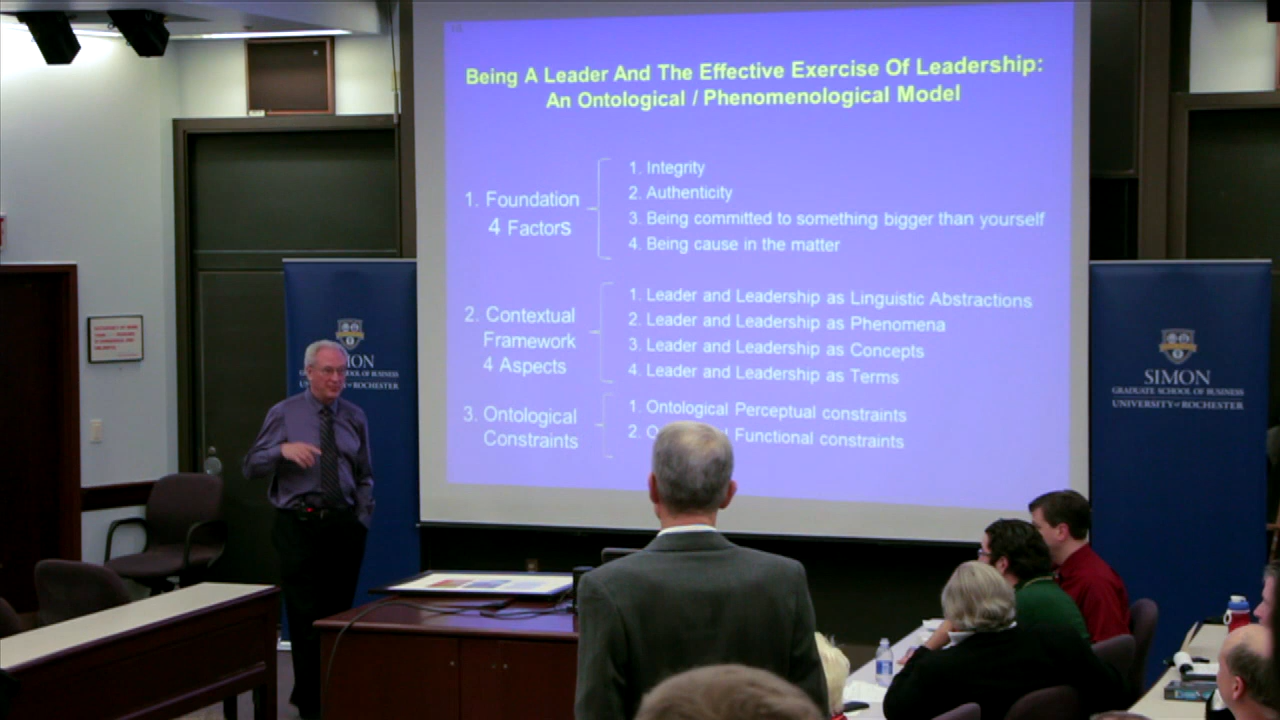 Being A Leader And The Effective Exercise Of Leadership:
An Ontological / Phenomenological Model
1. Foundation
4 Factors
1. Integrity
2. Authenticity
3. Being committed to something bigger than yourself
4. Being cause in the matter
2. Contextual
Framework
4 Aspects
1. Leader and Leadership as Linguistic Abstractions
2. Leader and Leadership as Phenomena
3. Leader and Leadership as Concepts
4. Leader and Leadership as Terms
3. Ontological
Constraints
1. Ontological Perceptual constraints
2. Functional constraints
SCHOOL OF BUSINESS
ROCHESTER
SIMON
GRADUATE SCHOOL OF BUSINESS
UNIVERSITY of ROCHESTER